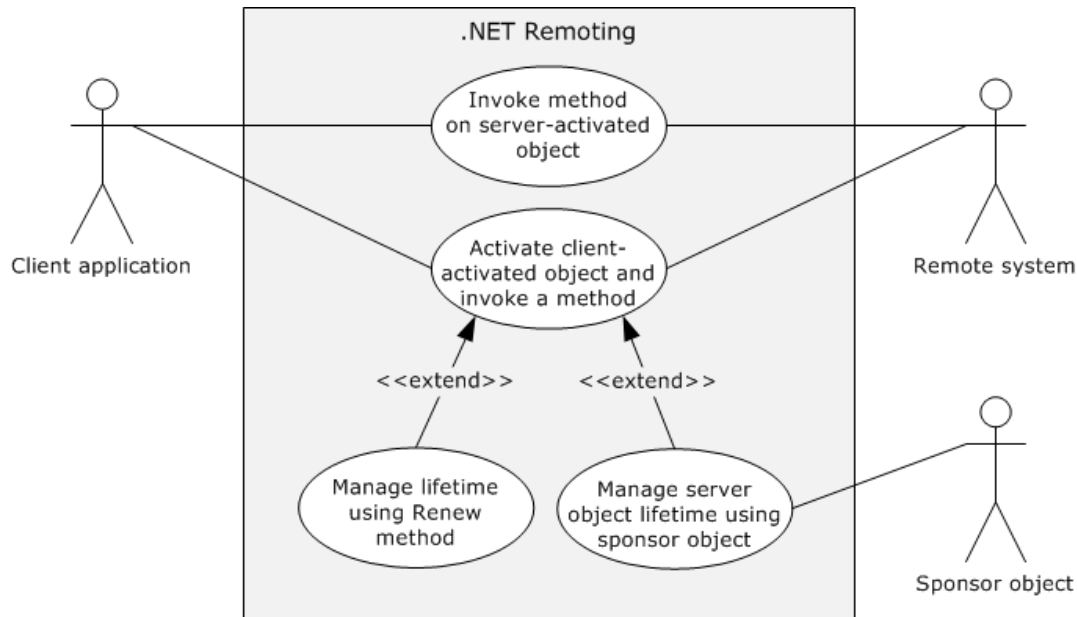 .NET Remoting
Invoke method
on server-activated
object
Client application
Activate client-
activated object and
invoke a method
Remote system
<<extend>>
<<extend>>
Manage lifetime
using Renew
method
Manage server
object lifetime using
sponsor object
Sponsor object